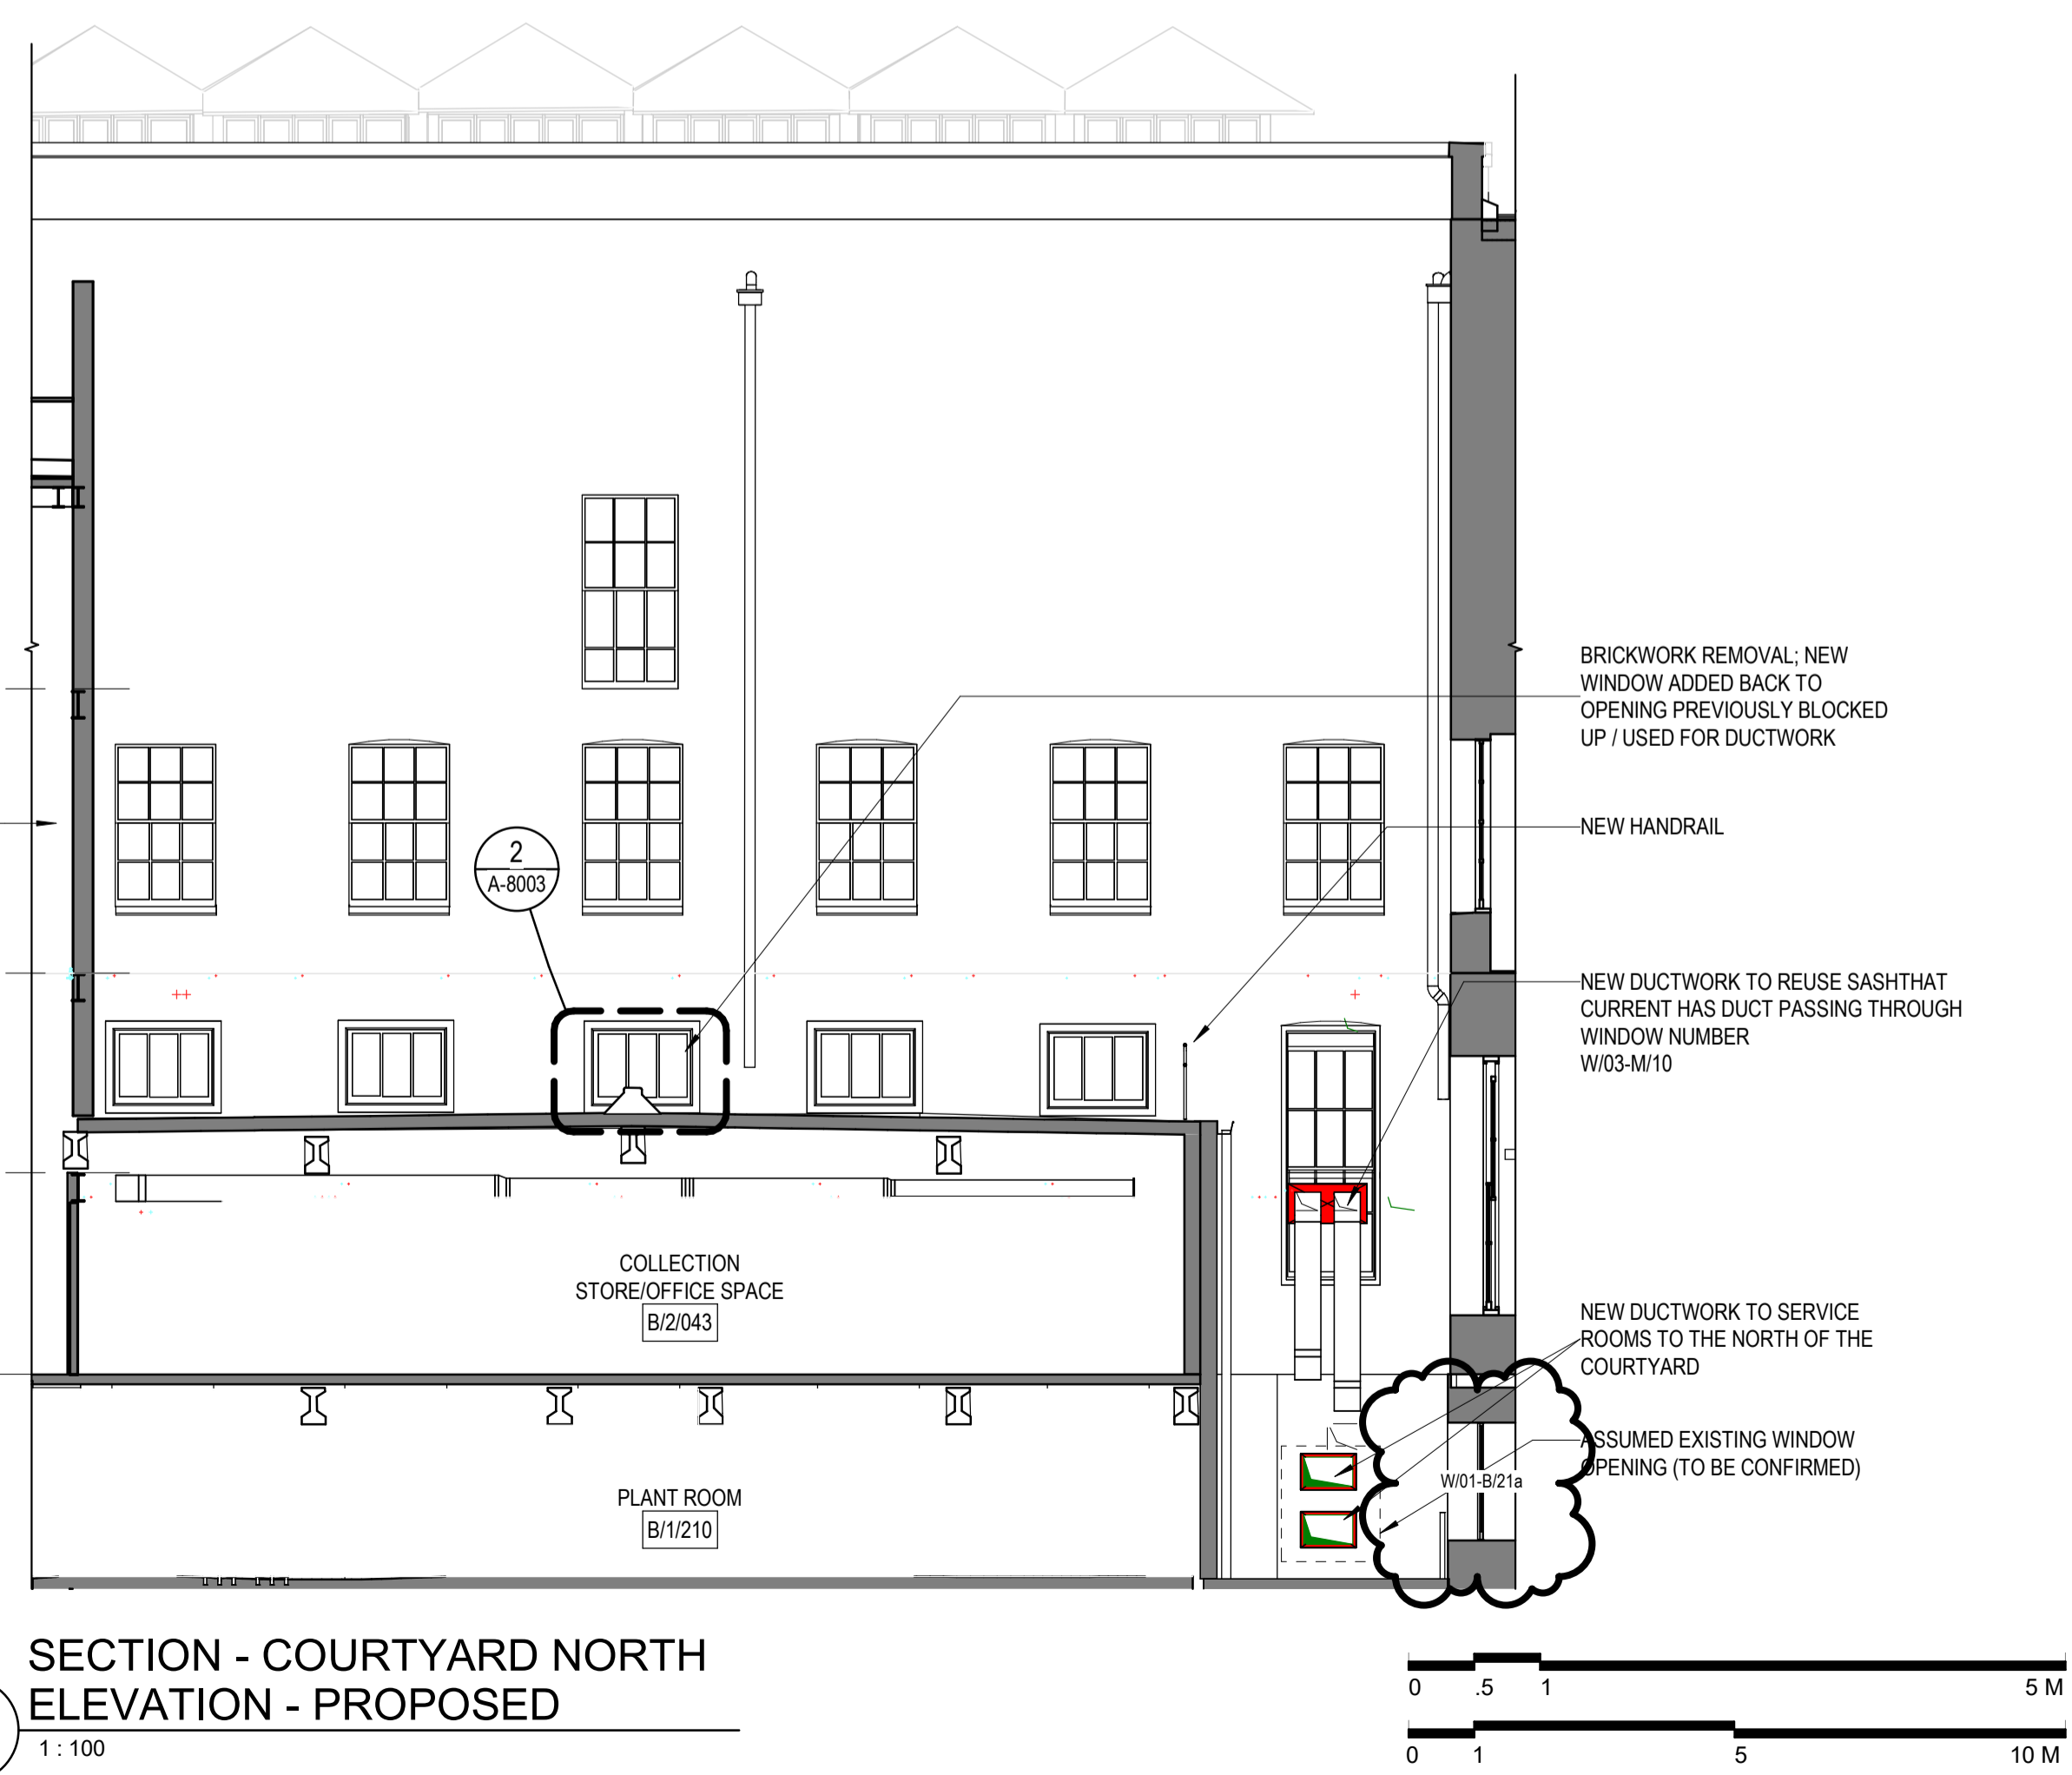 BRICKWORK REMOVAL; NEW
WINDOW ADDED BACK TO
OPENING PREVIOUSLY BLOCKED
UP / USED FOR DUCTWORK
NEW HANDRAIL
2
A-8003
NEW DUCTWORK TO REUSE SASHTHAT
CURRENT HAS DUCT PASSING THROUGH
WINDOW NUMBER
W/03-M/10
COLLECTION
STORE/OFFICE SPACE
B/2/043
NEW DUCTWORK TO SERVICE
ROOMS TO THE NORTH OF THE
COURTYARD
ASSUMED EXISTING WINDOW
OPENING (TO BE CONFIRMED)
W/01-B/21a
PLANT ROOM
B/1/210
SECTION - COURTYARD NORTH
ELEVATION - PROPOSED
1 : 100
0 .5 1 5 M
0 1 5 10 M